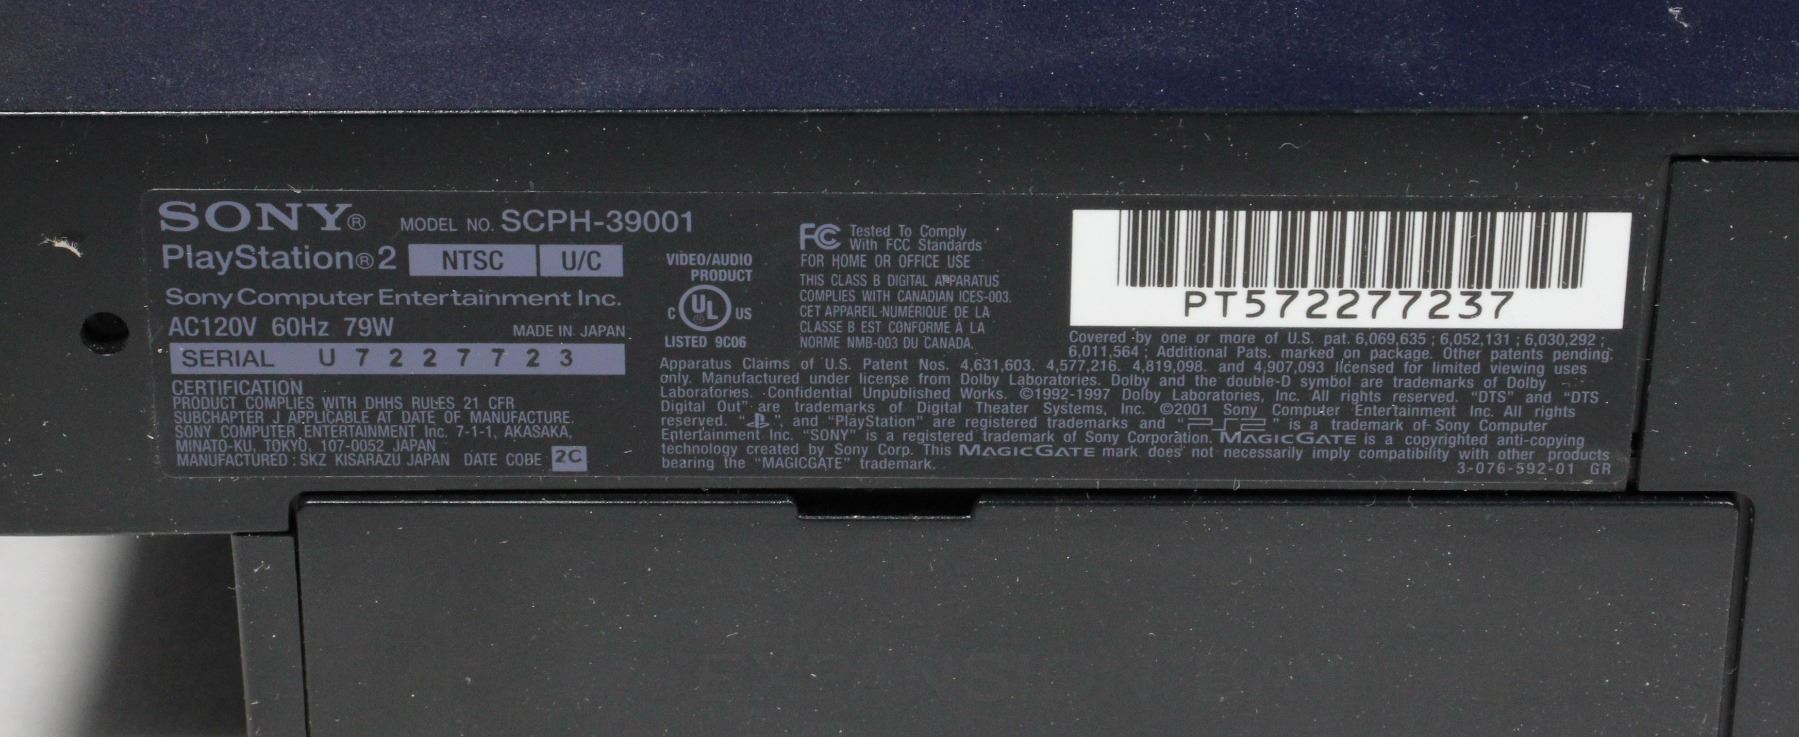 SONY® MODEL NO. SCPH-39001
PlayStation®2 NTSC U/C
Sony Computer Entertainment Inc.
AC120V 60Hz 79W MADE IN JAPAN
SERIAL U7227723
CERTIFICATION
PRODUCT COMPLIES WITH DHHS RULES 21 CFR
SUBCHAPTER J APPLICABLE AT DATE OF MANUFACTURE.
SONY COMPUTER ENTERTAINMENT Inc. 7-1-1, AKASAKA,
MINATO-KU, TOKYO, 107-0052 JAPAN
MANUFACTURED : SKZ KISARAZU JAPAN DATE CODE 2C
VIDEO/AUDIO
PRODUCT
C UL US
LISTED 9C06
FC Tested To Comply
With FCC Standards
FOR HOME OR OFFICE USE
THIS CLASS B DIGITAL APPARATUS
COMPLIES WITH CANADIAN ICES-003.
CET APPAREIL NUMÉRIQUE DE LA
CLASSE B EST CONFORME À LA
NORME NMB-003 DU CANADA.
PT572277237
Covered by one or more of U.S. pat. 6,069,635 ; 6,052,131 ; 6,030,292 ;
6,011,564 ; Additional Pats. marked on package. Other patents pending.
Apparatus Claims of U.S. Patent Nos. 4,631,603. 4,577,216. 4,819,098. and 4,907,093 licensed for limited viewing uses
only. Manufactured under license from Dolby Laboratories. Dolby and the double-D symbol are trademarks of Dolby
Laboratories. Confidential Unpublished Works. ©1992-1997 Dolby Laboratories, Inc. All rights reserved. "DTS" and "DTS
Digital Out" are trademarks of Digital Theater Systems, Inc. ©2001 Sony Computer Entertainment Inc. All rights
reserved. " ", and "PlayStation" are registered trademarks and "PS2" is a trademark of Sony Computer
Entertainment Inc. "SONY" is a registered trademark of Sony Corporation. MAGICGATE is a copyrighted anti-copying
technology created by Sony Corp. This MAGICGATE mark does not necessarily imply compatibility with other products
bearing the "MAGICGATE" trademark.
3-076-592-01 GR
EXPANSION BAY